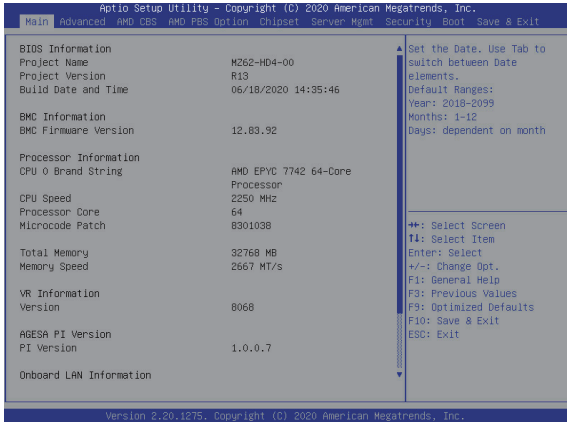 Aptio Setup Utility – Copyright (C) 2020 American Megatrends, Inc.
Main Advanced AMD CBS AMD PBS Option Chipset Server Mgmt Security Boot Save & Exit
BIOS Information
Project Name MZ62-HD4-00
Project Version R13
Build Date and Time 06/18/2020 14:35:46
BMC Information
BMC Firmware Version 12.83.92
Processor Information
CPU 0 Brand String AMD EPYC 7742 64-Core
Processor
CPU Speed 2250 MHz
Processor Core 64
Microcode Patch 8301038
Total Memory 32768 MB
Memory Speed 2667 MT/s
VR Information
Version 8068
AGESA PI Version
PI Version 1.0.0.7
Onboard LAN Information
Set the Date. Use Tab to
switch between Date
elements.
Default Ranges:
Year: 2018-2099
Months: 1-12
Days: dependent on month
→←: Select Screen
↑↓: Select Item
Enter: Select
+/-: Change Opt.
F1: General Help
F3: Previous Values
F9: Optimized Defaults
F10: Save & Exit
ESC: Exit
Version 2.20.1275. Copyright (C) 2020 American Megatrends, Inc.